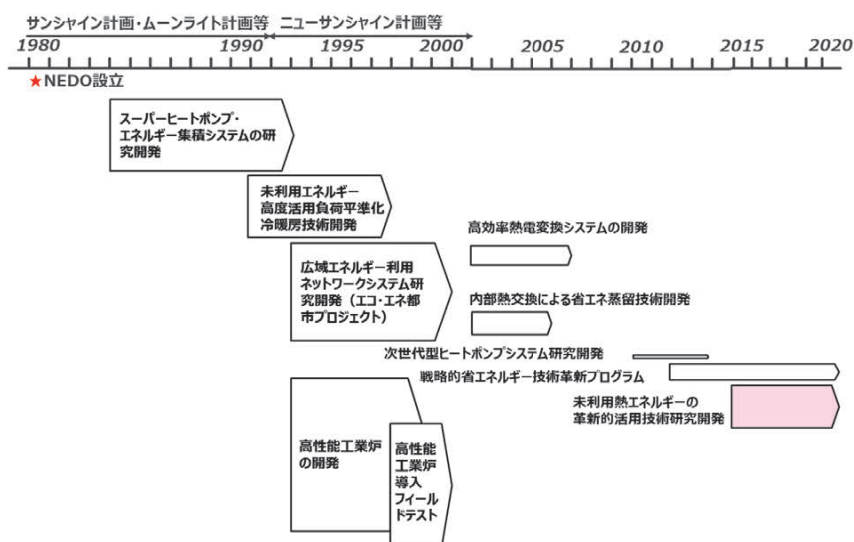 サンシャイン計画・ムーンライト計画等 ニューサンシャイン計画等
1980 1990 1995 2000 2005 2010 2015 2020
★NEDO設立
スーパーヒートポンプ・
エネルギー集積システムの研
究開発
未利用エネルギー
高度活用負荷平準化
冷暖房技術開発
高効率熱電変換システムの開発
広域エネルギー利用
ネットワークシステム研
究開発（エコ・エネ都
市プロジェクト）
内部熱交換による省エネ蒸留技術開発
次世代型ヒートポンプシステム研究開発
戦略的省エネルギー技術革新プログラム
未利用熱エネルギーの
革新的活用技術研究開発
高性能工業炉
の開発
高性能
工業炉
導入
フィール
ドテスト